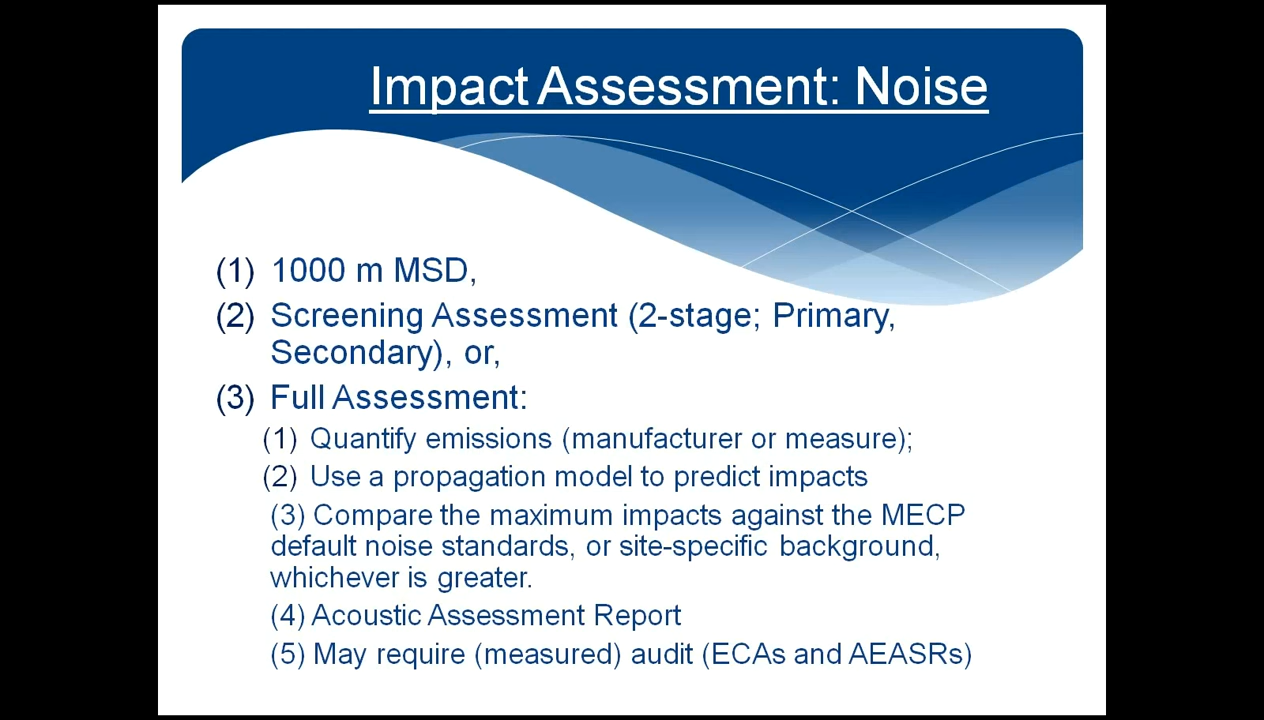 Impact Assessment: Noise
(1) 1000 m MSD,
(2) Screening Assessment (2-stage; Primary,
Secondary), or,
(3) Full Assessment:
(1) Quantify emissions (manufacturer or measure);
(2) Use a propagation model to predict impacts
(3) Compare the maximum impacts against the MECP
default noise standards, or site-specific background,
whichever is greater.
(4) Acoustic Assessment Report
(5) May require (measured) audit (ECAs and AEASRs)